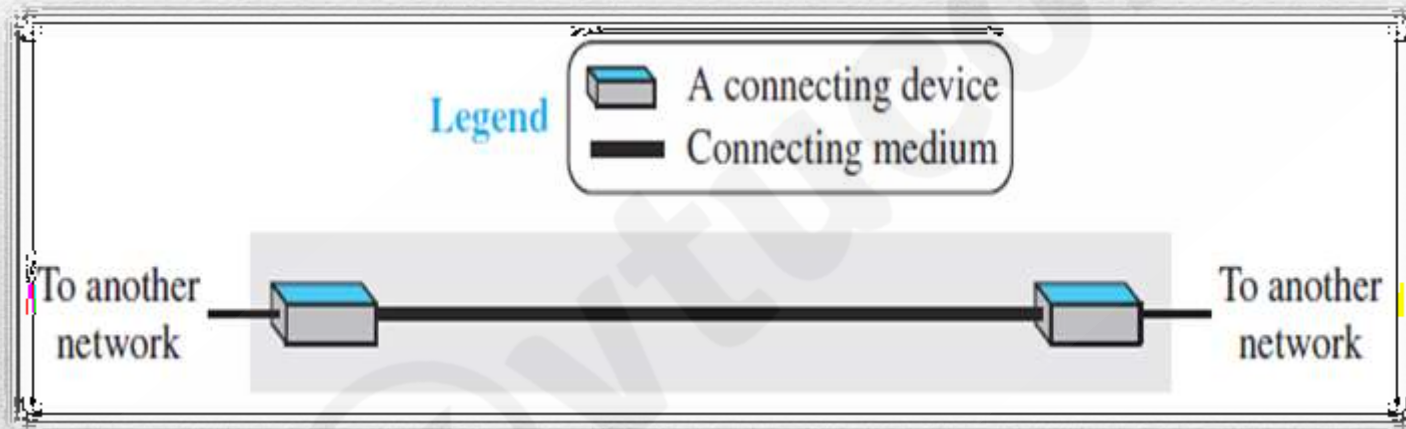 Legend
A connecting device
Connecting medium
To another
network
To another
network